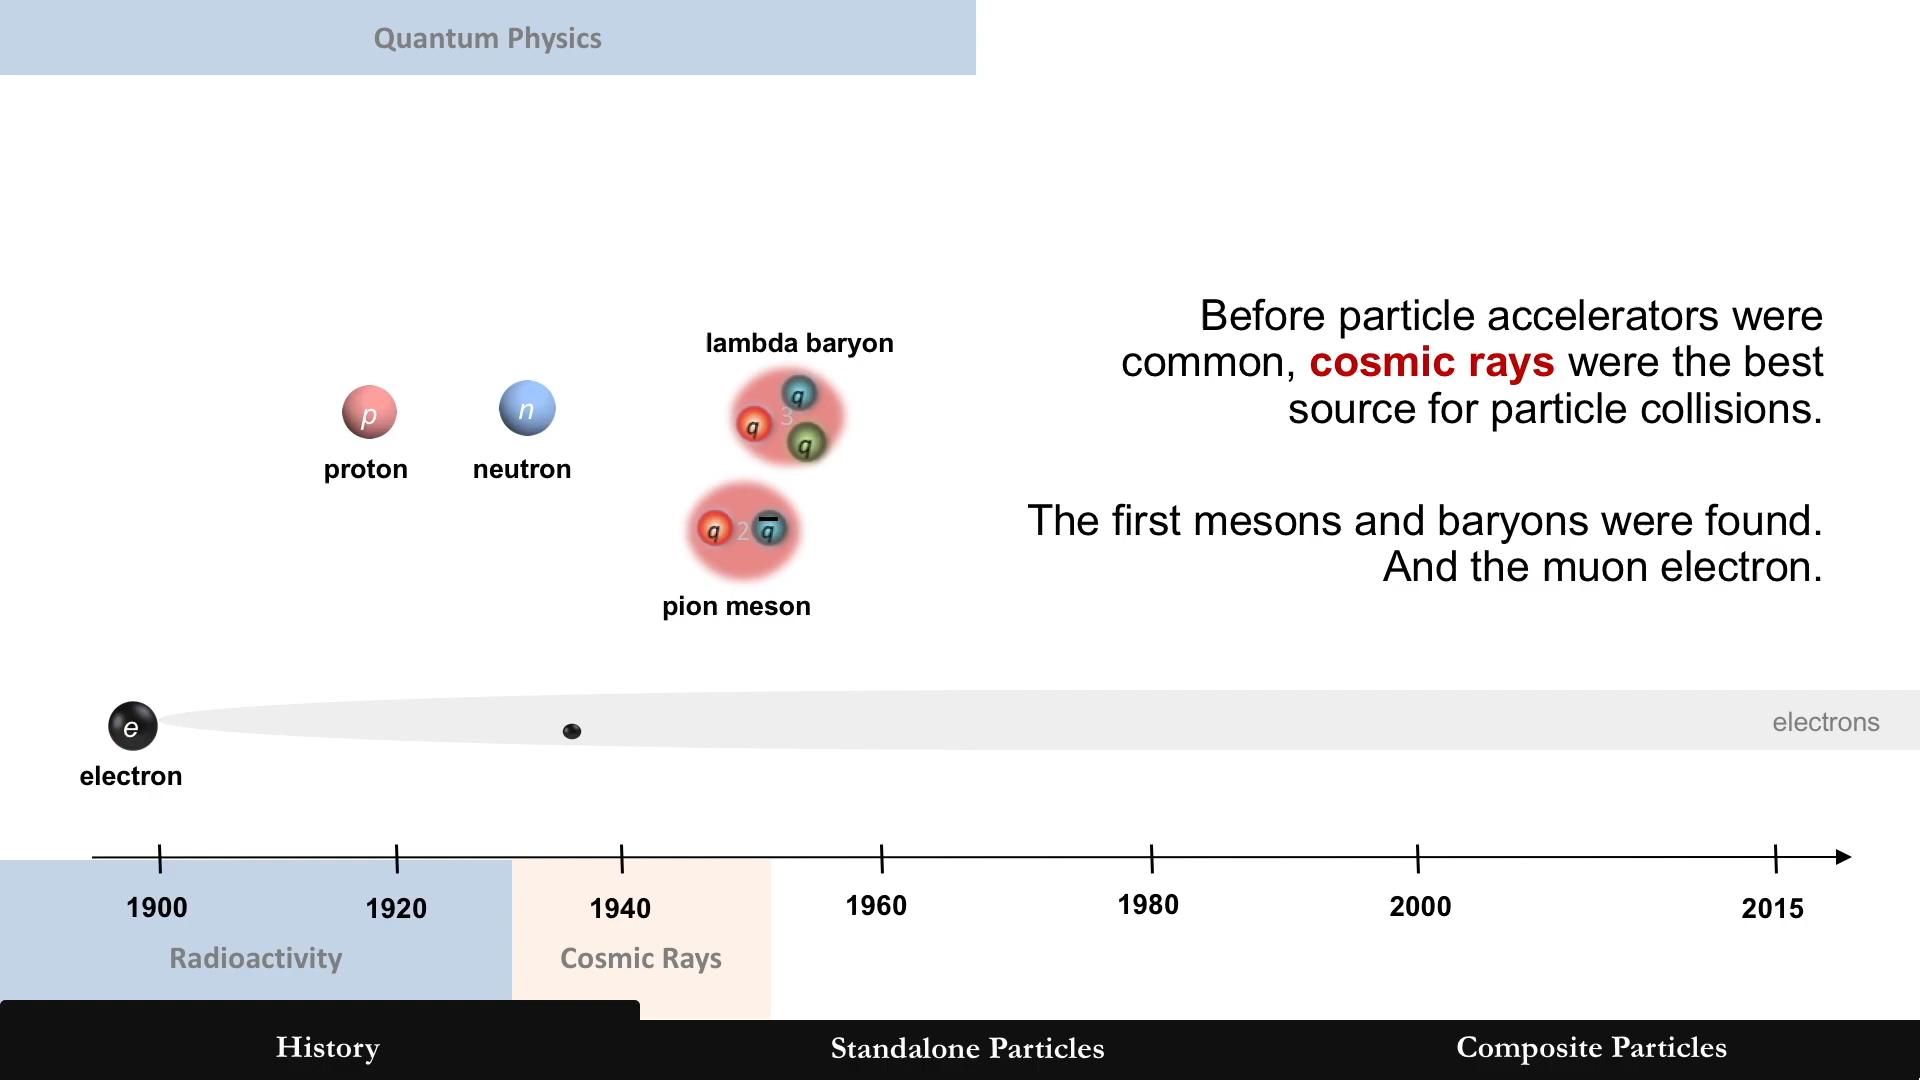 Quantum Physics
Before particle accelerators were
common, cosmic rays were the best
source for particle collisions.
The first mesons and baryons were found.
And the muon electron.
lambda baryon
q
q 3
q
p
n
proton
neutron
q 2 q̅
pion meson
e
electrons
electron
1900
1920
1940
1960
1980
2000
2015
Radioactivity
Cosmic Rays
History
Standalone Particles
Composite Particles